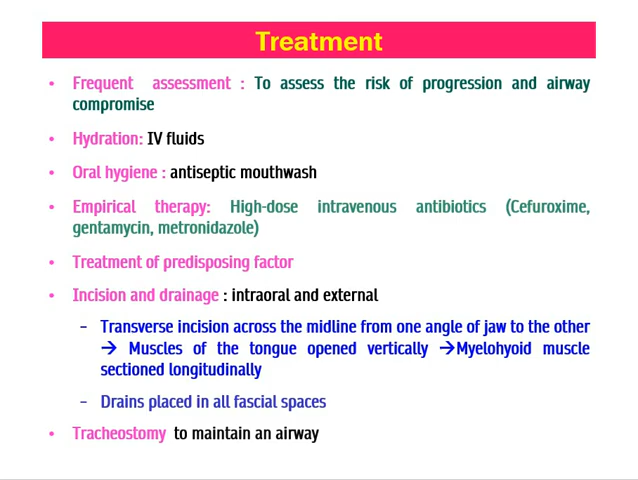 Treatment
• Frequent assessment : To assess the risk of progression and airway
compromise
• Hydration: IV fluids
• Oral hygiene : antiseptic mouthwash
• Empirical therapy: High-dose intravenous antibiotics (Cefuroxime,
gentamycin, metronidazole)
• Treatment of predisposing factor
• Incision and drainage : intraoral and external
– Transverse incision across the midline from one angle of jaw to the other
→ Muscles of the tongue opened vertically →Myelohyoid muscle
sectioned longitudinally
– Drains placed in all fascial spaces
• Tracheostomy to maintain an airway